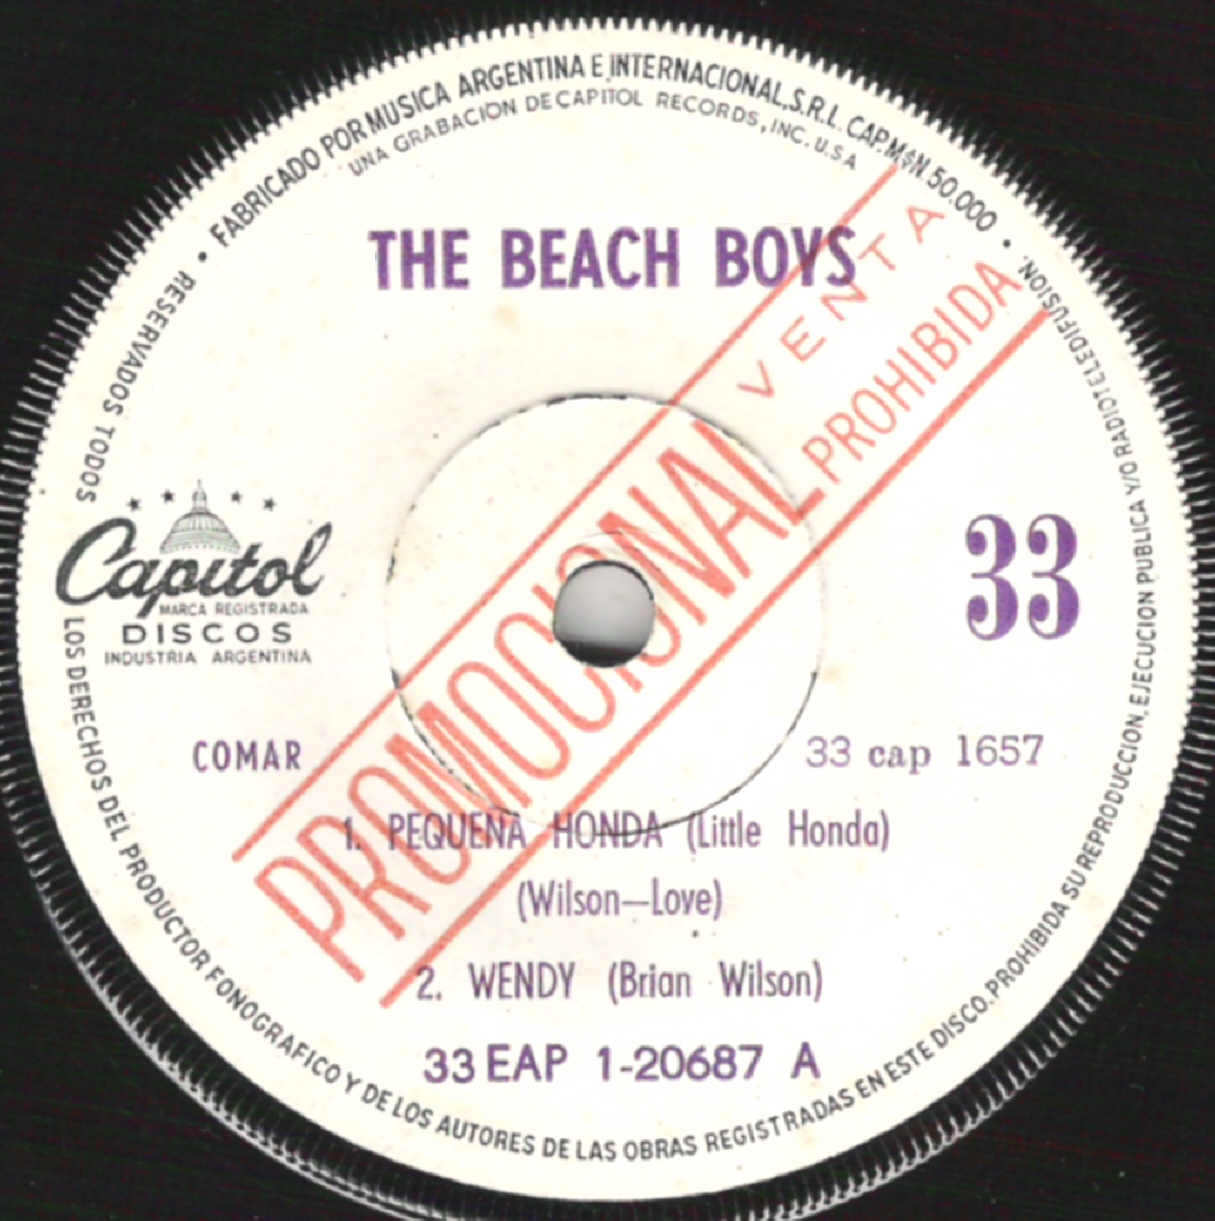 • FABRICADO POR MUSICA ARGENTINA E INTERNACIONAL, S.R.L. CAP. M$N. 50.000 •
UNA GRABACION DE CAPITOL RECORDS, INC. U.S.A
THE BEACH BOYS
VENTA
PROHIBIDA
PROMOCIONAL
Capitol
MARCA REGISTRADA
DISCOS
INDUSTRIA ARGENTINA
33
COMAR
33 cap 1657
1. PEQUEÑA HONDA (Little Honda)
(Wilson—Love)
2. WENDY (Brian Wilson)
33 EAP 1-20687 A
RESERVADOS TODOS LOS DERECHOS DEL PRODUCTOR FONOGRAFICO Y DE LOS AUTORES DE LAS OBRAS REGISTRADAS EN ESTE DISCO. PROHIBIDA SU REPRODUCCION, EJECUCION PUBLICA Y/O RADIOTELEDIFUSION.